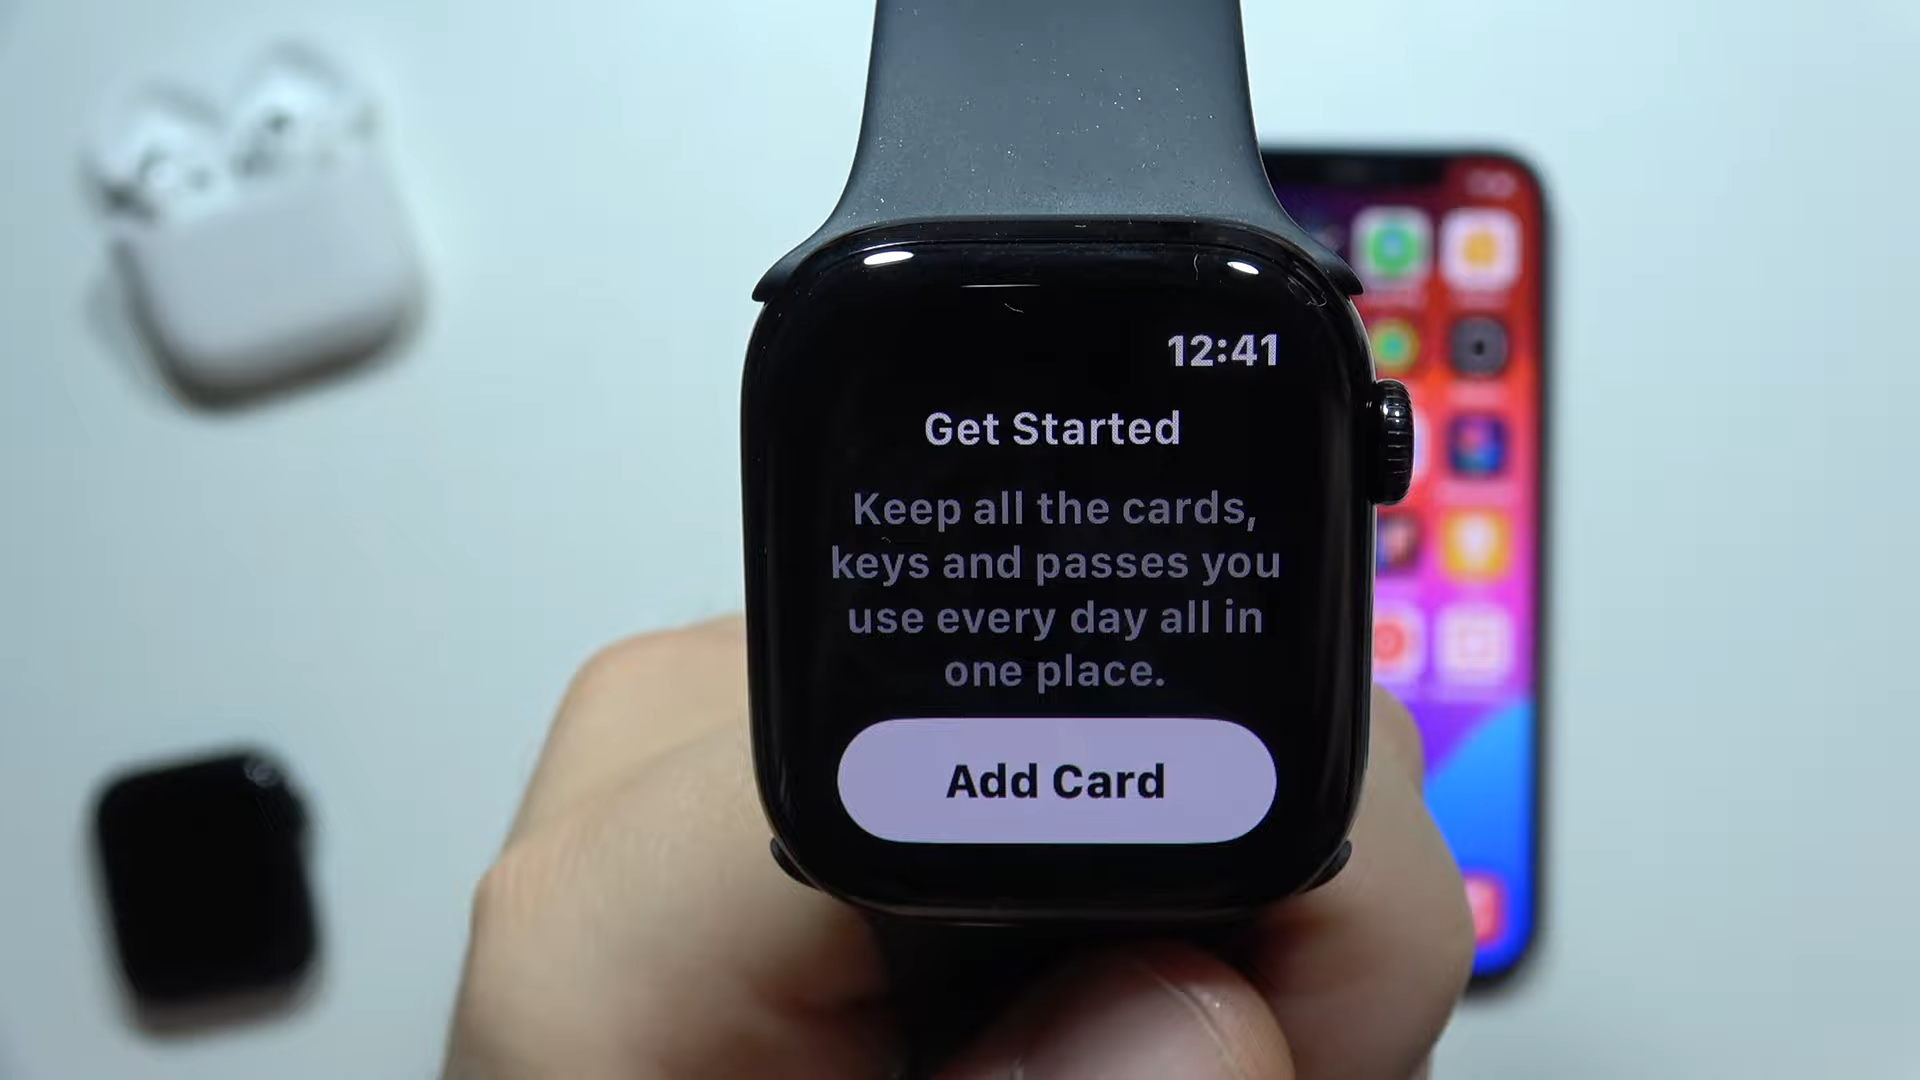 12:41
Get Started
Keep all the cards,
keys and passes you
use every day all in
one place.
Add Card